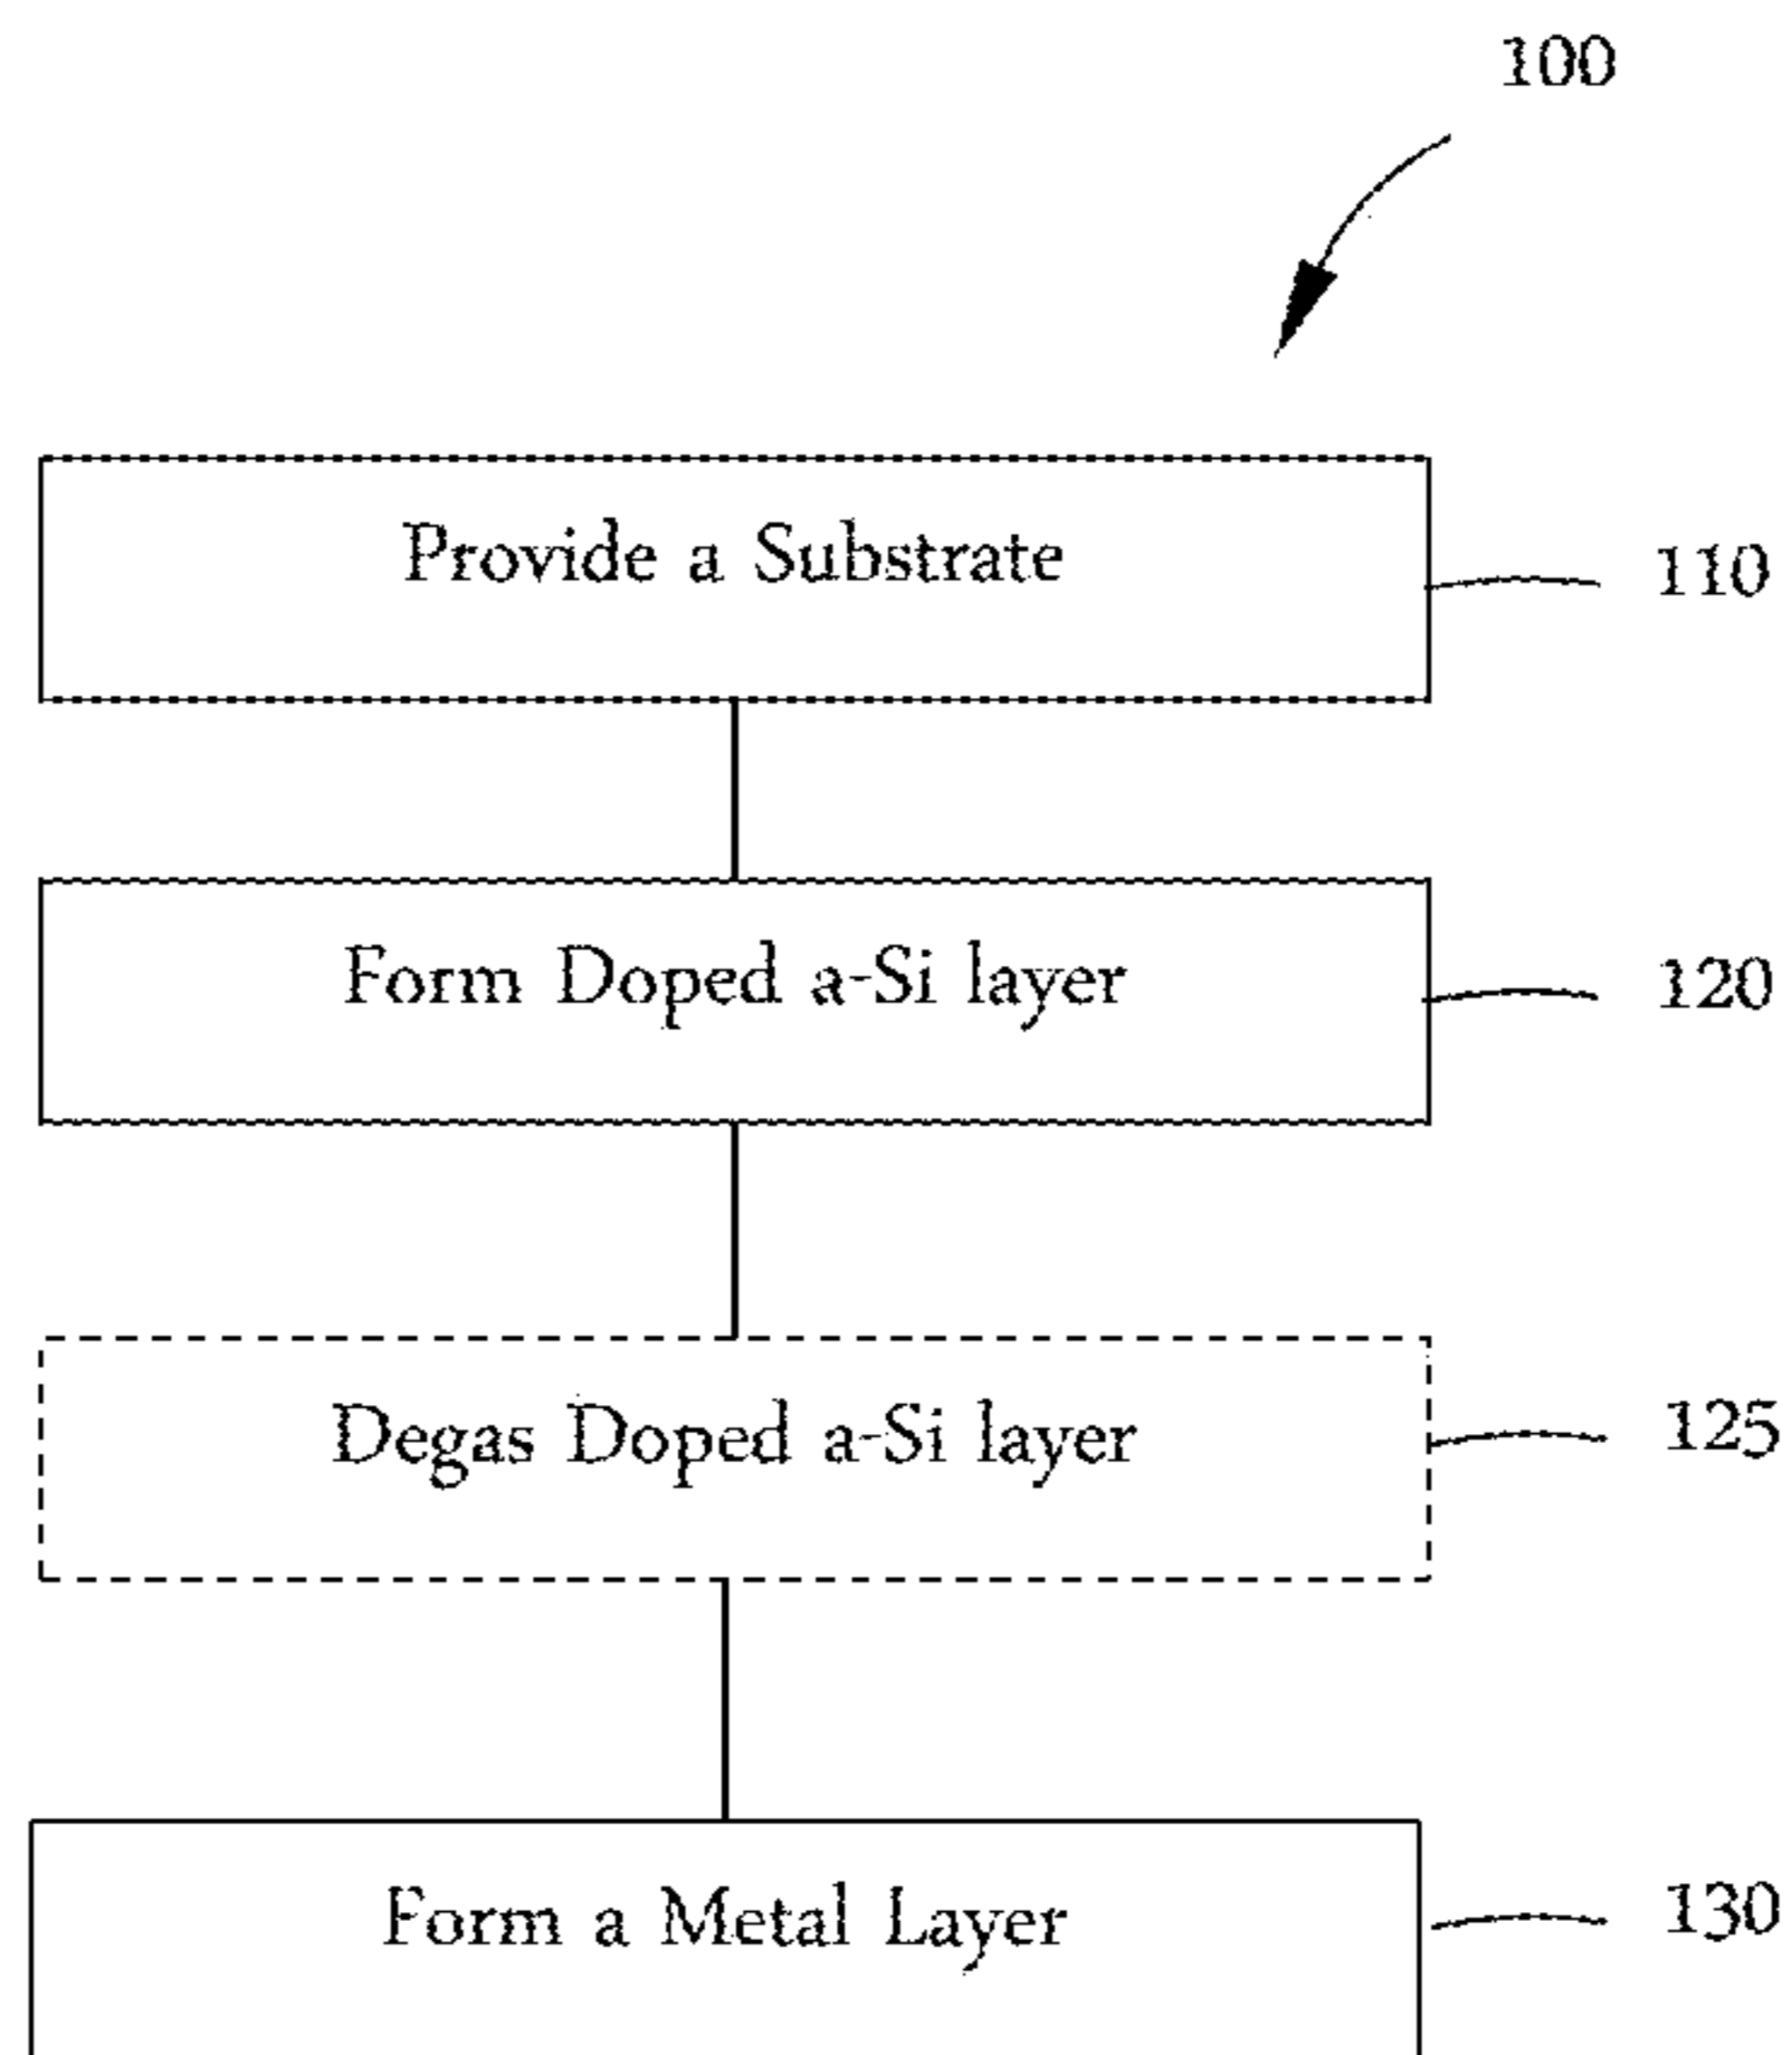 100
Provide a Substrate
110
Form Doped a-Si layer
120
Degas Doped a-Si layer
125
Form a Metal Layer
130